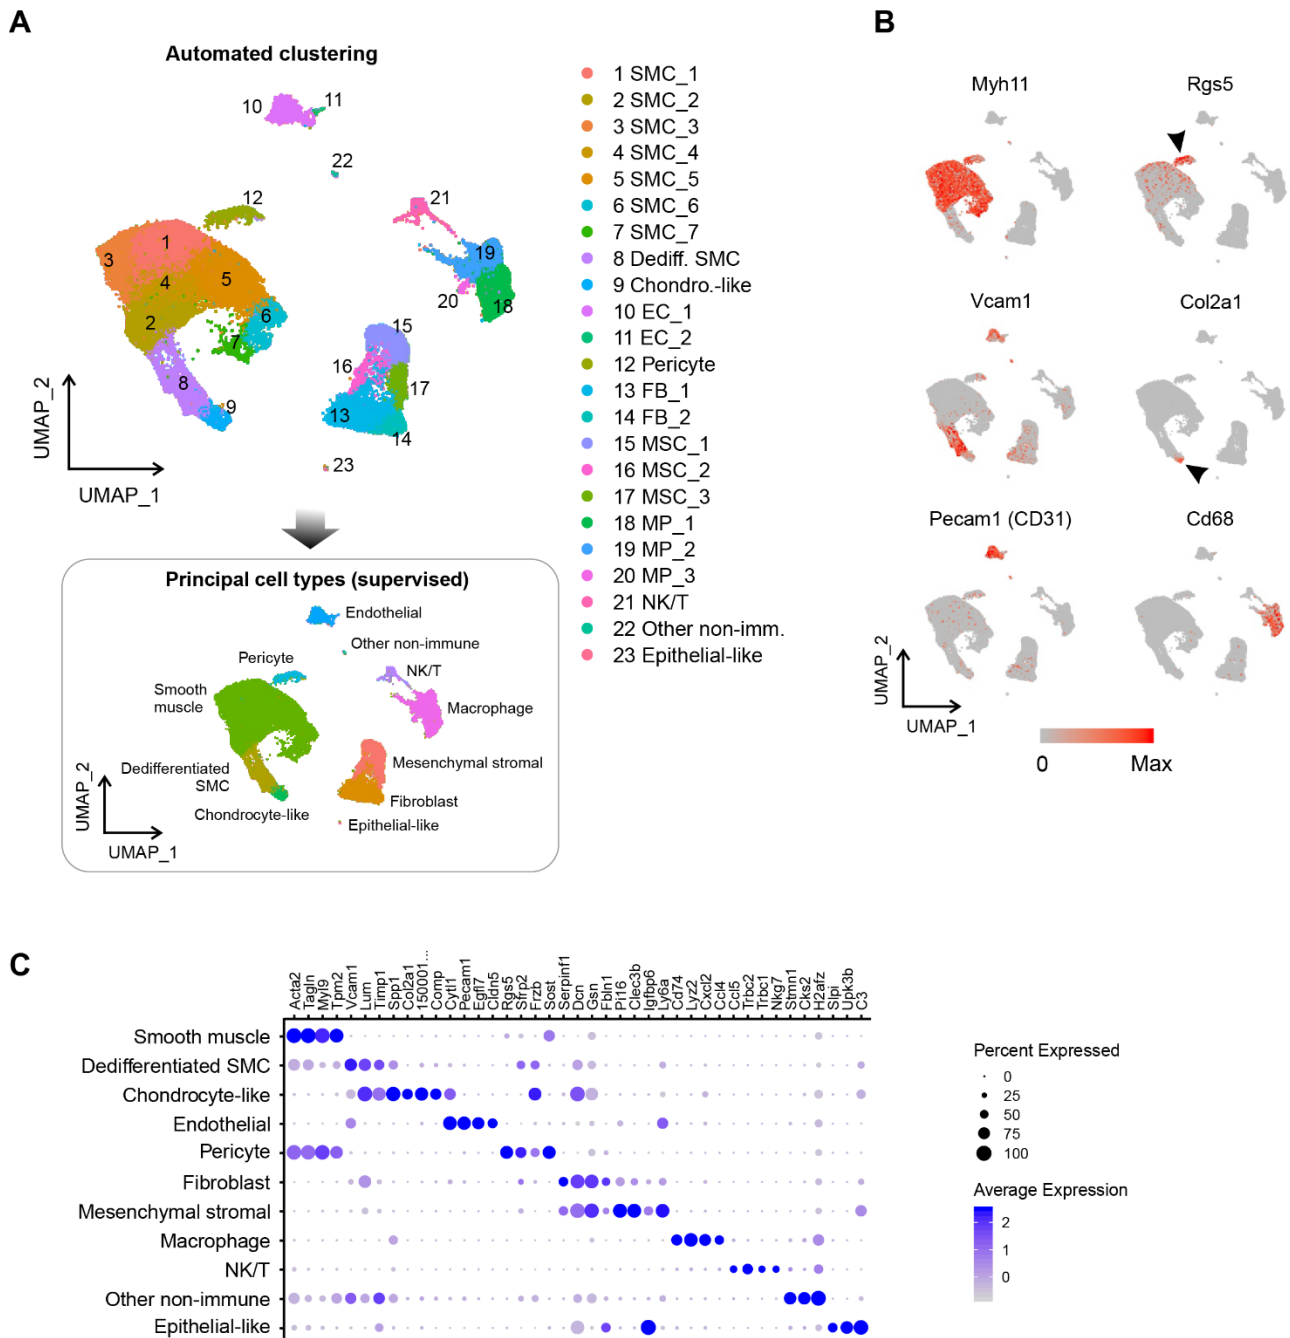 A
Automated clustering
10
11
22
12
21
1
3
4
5
19
20
18
2
6
7
15
16
17
8
9
13
14
23
UMAP_2
UMAP_1
1 SMC_1
2 SMC_2
3 SMC_3
4 SMC_4
5 SMC_5
6 SMC_6
7 SMC_7
8 Dediff. SMC
9 Chondro.-like
10 EC_1
11 EC_2
12 Pericyte
13 FB_1
14 FB_2
15 MSC_1
16 MSC_2
17 MSC_3
18 MP_1
19 MP_2
20 MP_3
21 NK/T
22 Other non-imm.
23 Epithelial-like
Principal cell types (supervised)
Endothelial
Other non-immune
Pericyte
NK/T
Smooth
muscle
Macrophage
Mesenchymal stromal
Dedifferentiated
SMC
Fibroblast
Chondrocyte-like
Epithelial-like
UMAP_2
UMAP_1
B
Myh11
Rgs5
Vcam1
Col2a1
Pecam1 (CD31)
Cd68
UMAP_2
UMAP_1
0
Max
C
Acta2
Tagln
Myl9
Tpm2
Vcam1
Lum
Timp1
Spp1
Col2a1
150001...
Comp
Cytl1
Pecam1
Egfl7
Cldn5
Rgs5
Sfrp2
Frzb
Sost
Serpinf1
Dcn
Gsn
Fbln1
Pi16
Clec3b
Igfbp6
Ly6a
Cd74
Lyz2
Cxcl2
Ccl4
Ccl5
Trbc2
Trbc1
Nkg7
Stmn1
Cks2
H2afz
Slpi
Upk3b
C3
Smooth muscle
Dedifferentiated SMC
Chondrocyte-like
Endothelial
Pericyte
Fibroblast
Mesenchymal stromal
Macrophage
NK/T
Other non-immune
Epithelial-like
Percent Expressed
0
25
50
75
100
Average Expression
2
1
0